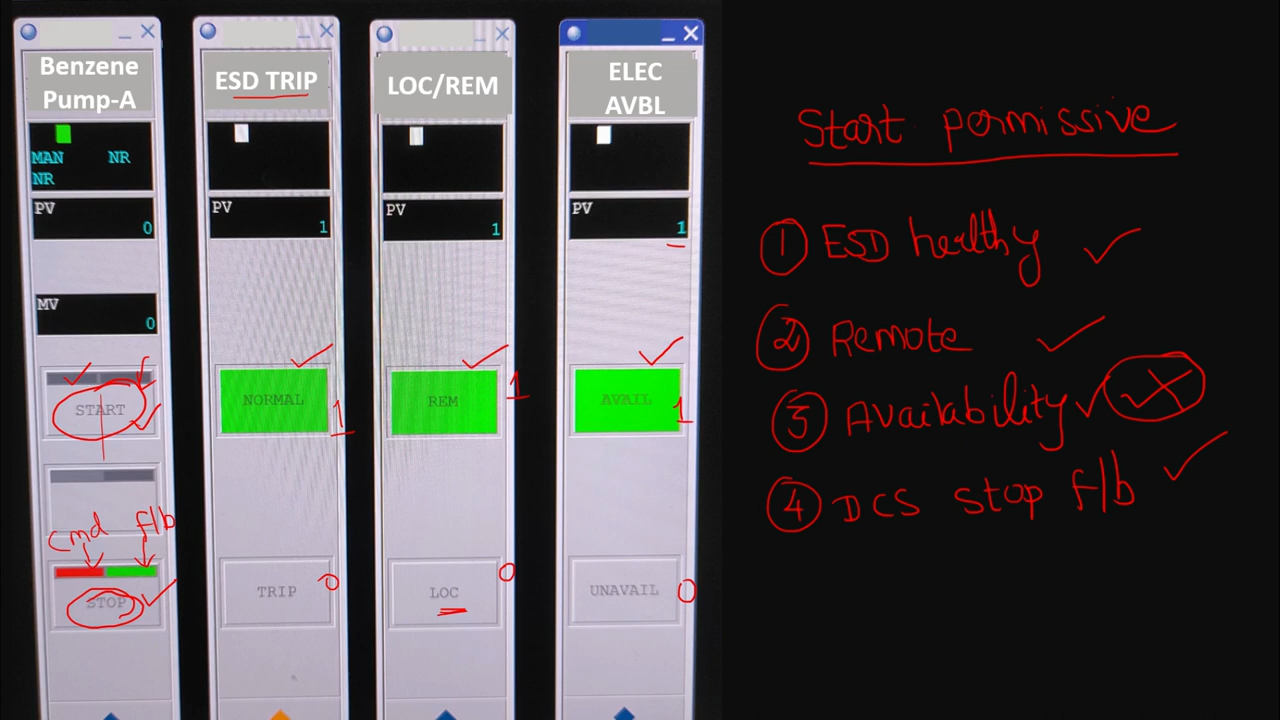 Benzene
Pump-A
MAN NR
NR
PV
0
MV
0
START
Cmd f/b
STOP
ESD TRIP
PV
1
NORMAL
1
TRIP
0
LOC/REM
PV
1
REM
1
LOC
0
ELEC
AVBL
PV
1
AVAIL
1
UNAVAIL
0
Start permissive
1 ESD healthy
2 Remote
3 Availability
4 DCS stop f/b